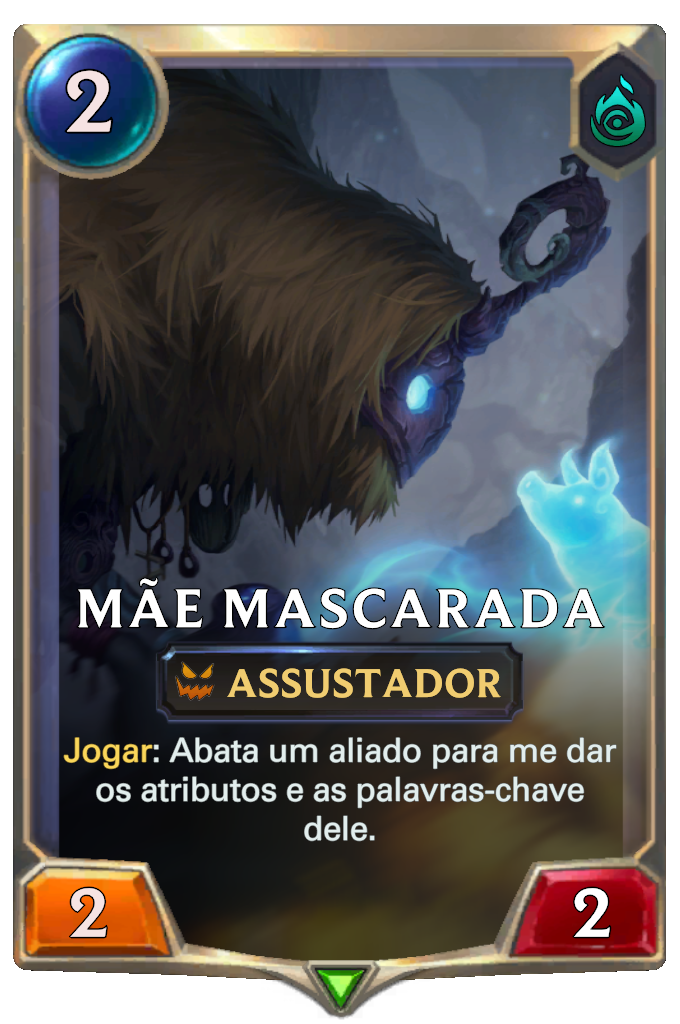 2
MÃE MASCARADA
ASSUSTADOR
Jogar: Abata um aliado para me dar
os atributos e as palavras-chave
dele.
2 2